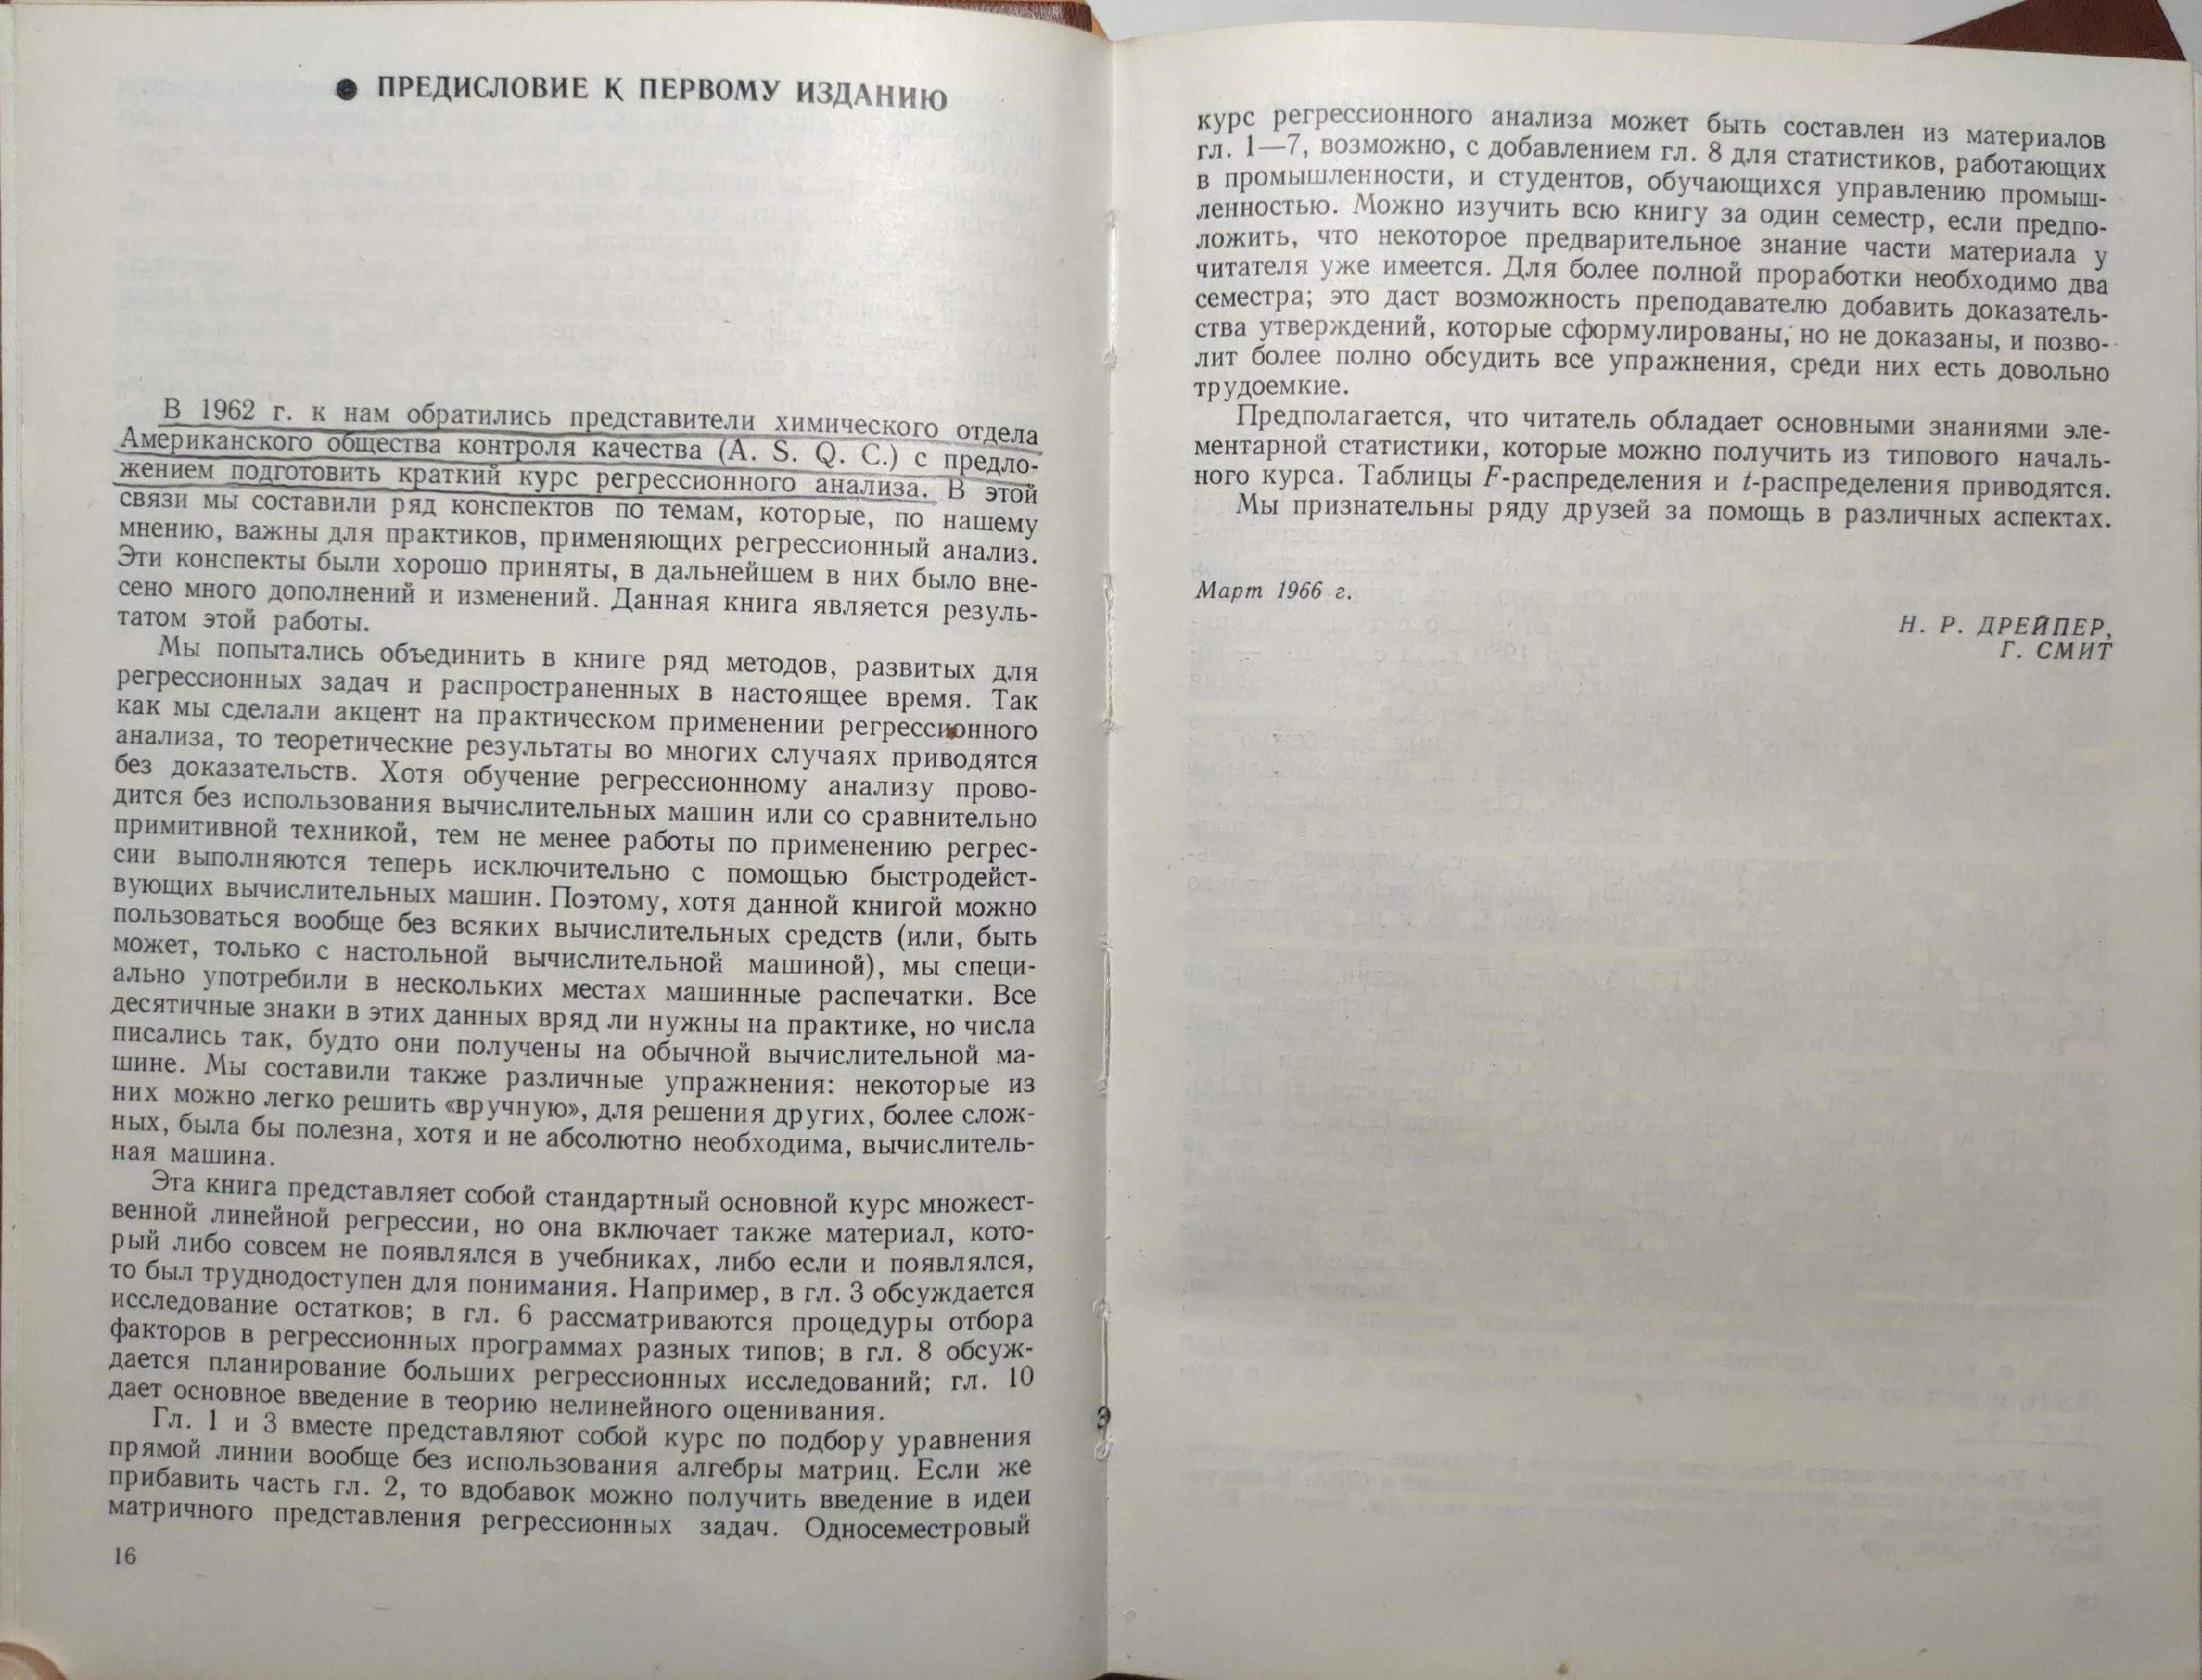 ● ПРЕДИСЛОВИЕ К ПЕРВОМУ ИЗДАНИЮ
В 1962 г. к нам обратились представители химического отдела
Американского общества контроля качества (A. S. Q. C.) с предло-
жением подготовить краткий курс регрессионного анализа. В этой
связи мы составили ряд конспектов по темам, которые, по нашему
мнению, важны для практиков, применяющих регрессионный анализ.
Эти конспекты были хорошо приняты, в дальнейшем в них было вне-
сено много дополнений и изменений. Данная книга является резуль-
татом этой работы.
Мы попытались объединить в книге ряд методов, развитых для
регрессионных задач и распространенных в настоящее время. Так
как мы сделали акцент на практическом применении регрессионного
анализа, то теоретические результаты во многих случаях приводятся
без доказательств. Хотя обучение регрессионному анализу прово-
дится без использования вычислительных машин или со сравнительно
примитивной техникой, тем не менее работы по применению регрес-
сии выполняются теперь исключительно с помощью быстродейст-
вующих вычислительных машин. Поэтому, хотя данной книгой можно
пользоваться вообще без всяких вычислительных средств (или, быть
может, только с настольной вычислительной машиной), мы специ-
ально употребили в нескольких местах машинные распечатки. Все
десятичные знаки в этих данных вряд ли нужны на практике, но числа
писались так, будто они получены на обычной вычислительной ма-
шине. Мы составили также различные упражнения: некоторые из
них можно легко решить «вручную», для решения других, более слож-
ных, была бы полезна, хотя и не абсолютно необходима, вычислитель-
ная машина.
Эта книга представляет собой стандартный основной курс множест-
венной линейной регрессии, но она включает также материал, кото-
рый либо совсем не появлялся в учебниках, либо если и появлялся,
то был труднодоступен для понимания. Например, в гл. 3 обсуждается
исследование остатков; в гл. 6 рассматриваются процедуры отбора
факторов в регрессионных программах разных типов; в гл. 8 обсуж-
дается планирование больших регрессионных исследований; гл. 10
дает основное введение в теорию нелинейного оценивания.
Гл. 1 и 3 вместе представляют собой курс по подбору уравнения
прямой линии вообще без использования алгебры матриц. Если же
прибавить часть гл. 2, то вдобавок можно получить введение в идеи
матричного представления регрессионных задач. Односеместровый
16
курс регрессионного анализа может быть составлен из материалов
гл. 1—7, возможно, с добавлением гл. 8 для статистиков, работающих
в промышленности, и студентов, обучающихся управлению промыш-
ленностью. Можно изучить всю книгу за один семестр, если предпо-
ложить, что некоторое предварительное знание части материала у
читателя уже имеется. Для более полной проработки необходимо два
семестра; это даст возможность преподавателю добавить доказатель-
ства утверждений, которые сформулированы, но не доказаны, и позво-
лит более полно обсудить все упражнения, среди них есть довольно
трудоемкие.
Предполагается, что читатель обладает основными знаниями эле-
ментарной статистики, которые можно получить из типового началь-
ного курса. Таблицы F-распределения и t-распределения приводятся.
Мы признательны ряду друзей за помощь в различных аспектах.
Март 1966 г.
Н. Р. ДРЕЙПЕР,
Г. СМИТ